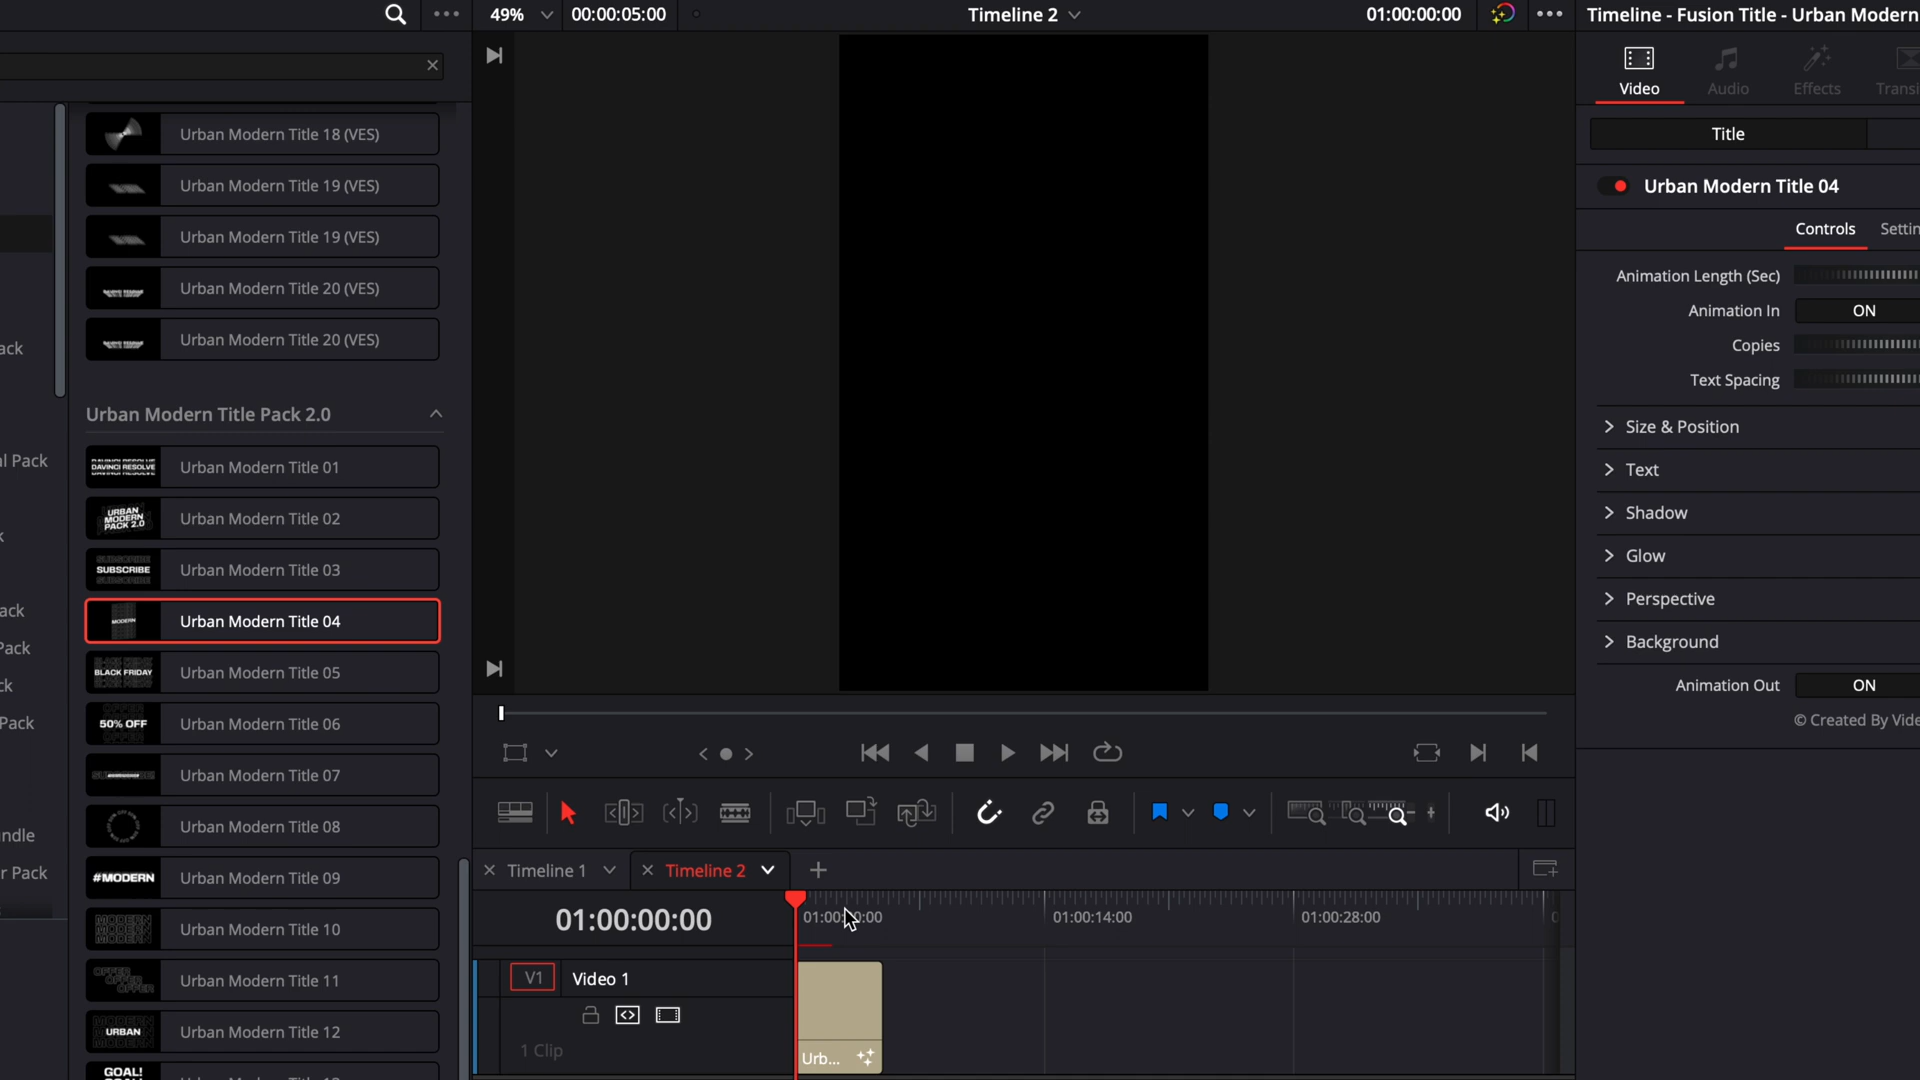 49%
00:00:05:00
Timeline 2
01:00:00:00
Timeline - Fusion Title - Urban Modern
Video
Audio
Effects
Transi
Title
Urban Modern Title 04
Controls
Settin
Animation Length (Sec)
Animation In
ON
Copies
Text Spacing
Size & Position
Text
Shadow
Glow
Perspective
Background
Animation Out
ON
© Created By Vide
ack
l Pack
k
ack
Pack
ck
Pack
ndle
r Pack
Urban Modern Title 18 (VES)
Urban Modern Title 19 (VES)
Urban Modern Title 19 (VES)
Urban Modern Title 20 (VES)
Urban Modern Title 20 (VES)
Urban Modern Title Pack 2.0
DAVINCI RESOLVE
Urban Modern Title 01
URBAN
MODERN
PACK 2.0
Urban Modern Title 02
SUBSCRIBE
SUBSCRIBE
SUBSCRIBE
Urban Modern Title 03
MODERN
Urban Modern Title 04
BLACK FRIDAY
Urban Modern Title 05
OFFER
50% OFF
OFFER
Urban Modern Title 06
Urban Modern Title 07
Urban Modern Title 08
#MODERN
Urban Modern Title 09
MODERN
MODERN
MODERN
Urban Modern Title 10
OFFER
OFFER
OFFER
Urban Modern Title 11
URBAN
Urban Modern Title 12
GOAL!
Timeline 1
Timeline 2
01:00:00:00
01:00:00:00
01:00:14:00
01:00:28:00
V1
Video 1
1 Clip
Urb...